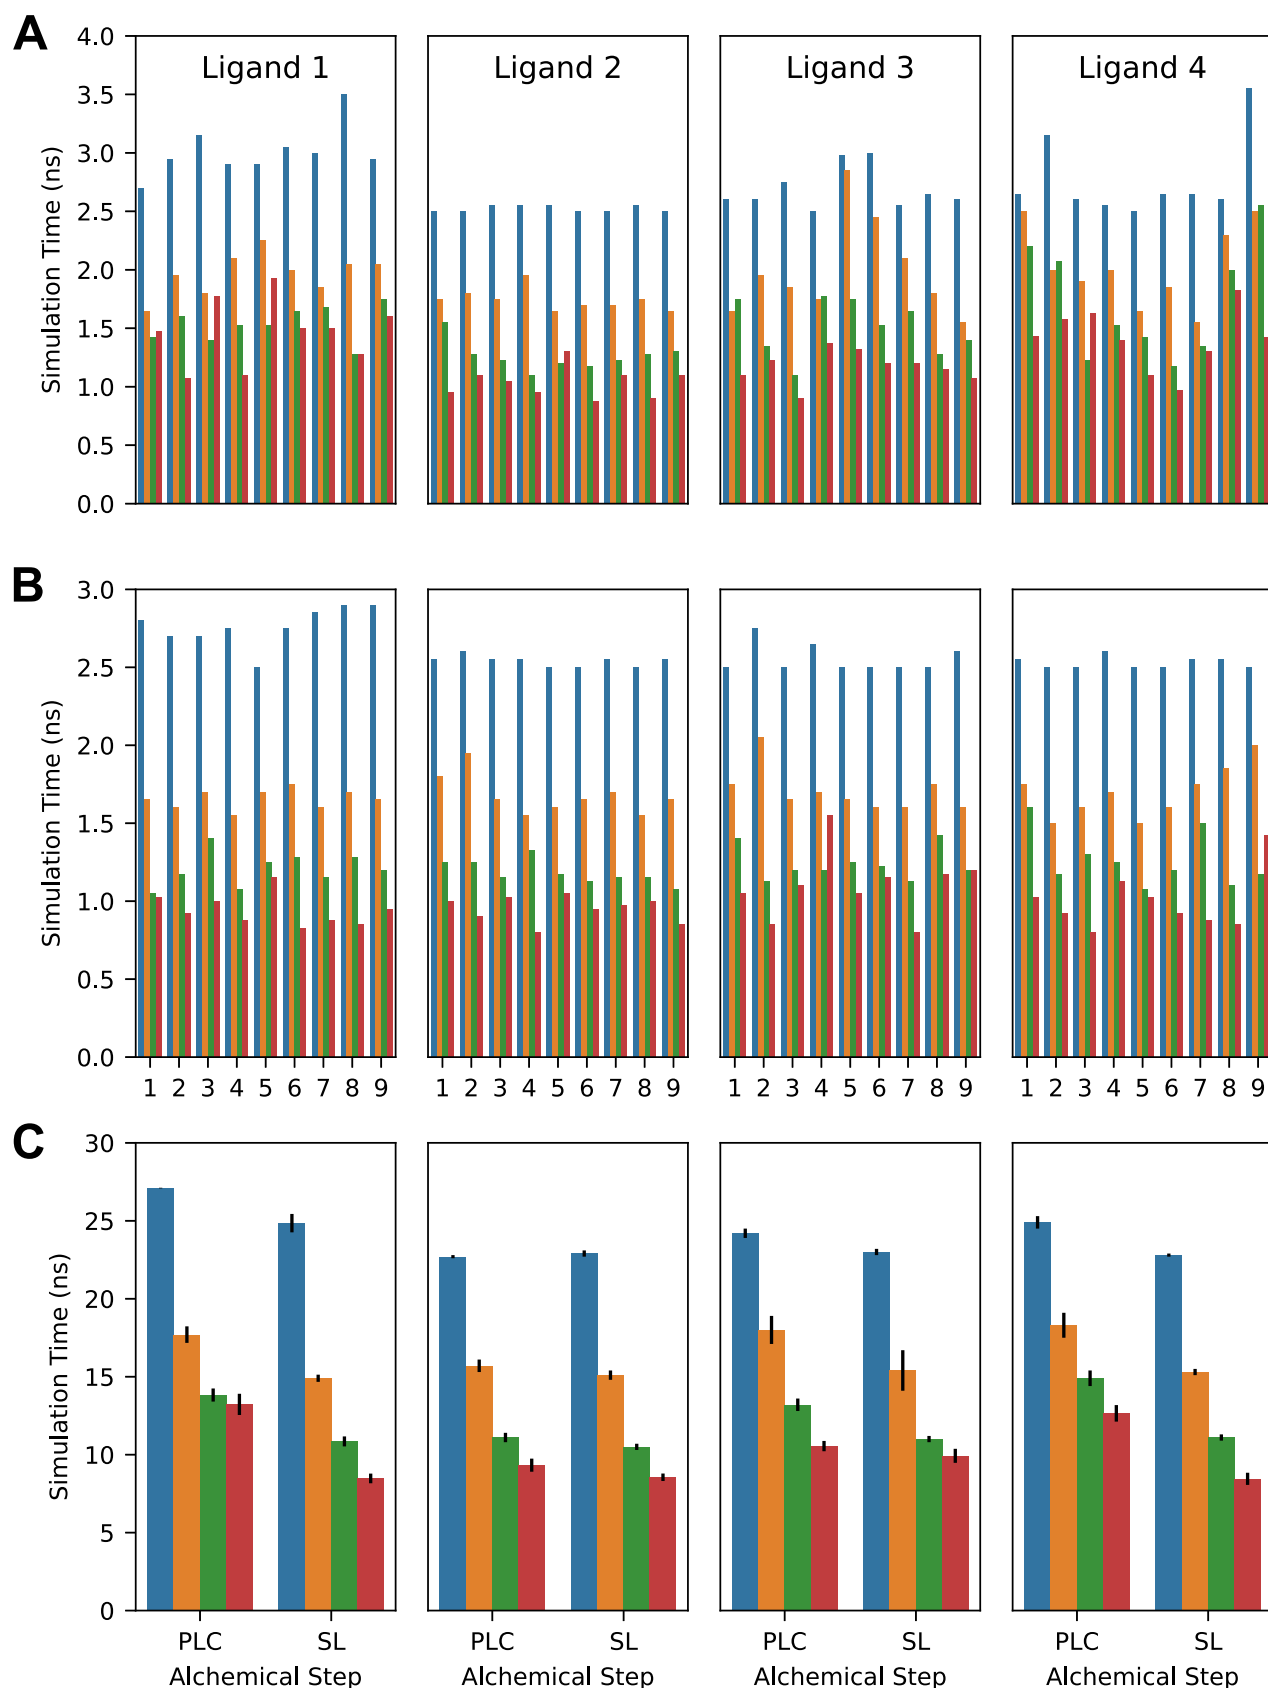 A
Ligand 1 Ligand 2 Ligand 3 Ligand 4
Simulation Time (ns)
4.0
3.5
3.0
2.5
2.0
1.5
1.0
0.5
0.0
B
Simulation Time (ns)
3.0
2.5
2.0
1.5
1.0
0.5
0.0
1 2 3 4 5 6 7 8 9 1 2 3 4 5 6 7 8 9 1 2 3 4 5 6 7 8 9 1 2 3 4 5 6 7 8 9
C
Simulation Time (ns)
30
25
20
15
10
5
0
PLC SL PLC SL PLC SL PLC SL
Alchemical Step Alchemical Step Alchemical Step Alchemical Step